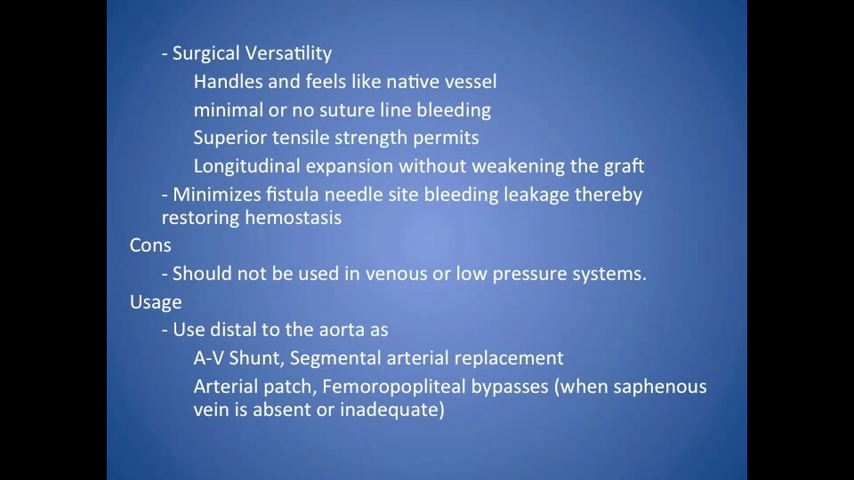 - Surgical Versatility
Handles and feels like native vessel
minimal or no suture line bleeding
Superior tensile strength permits
Longitudinal expansion without weakening the graft
- Minimizes fistula needle site bleeding leakage thereby
restoring hemostasis
Cons
- Should not be used in venous or low pressure systems.
Usage
- Use distal to the aorta as
A-V Shunt, Segmental arterial replacement
Arterial patch, Femoropopliteal bypasses (when saphenous
vein is absent or inadequate)